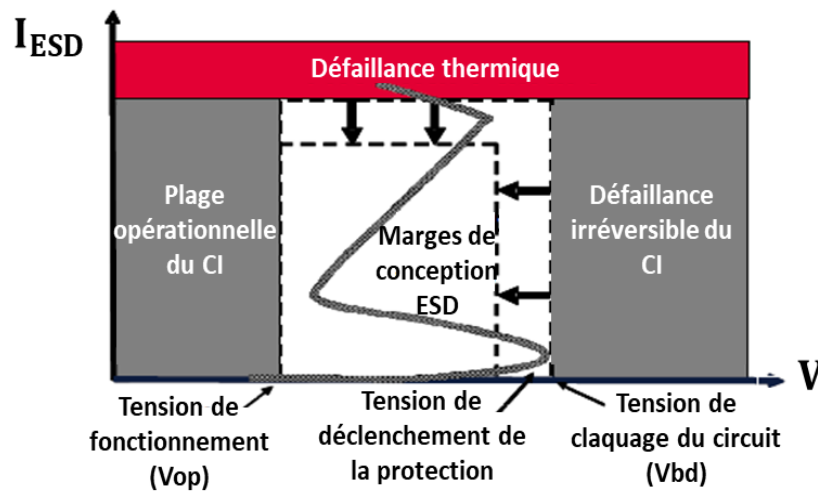 I_ESD
Défaillance thermique
Plage
opérationnelle
du CI
Marges de
conception
ESD
Défaillance
irréversible du
CI
V
Tension de
fonctionnement
(Vop)
Tension de
déclenchement de
la protection
Tension de
claquage du circuit
(Vbd)